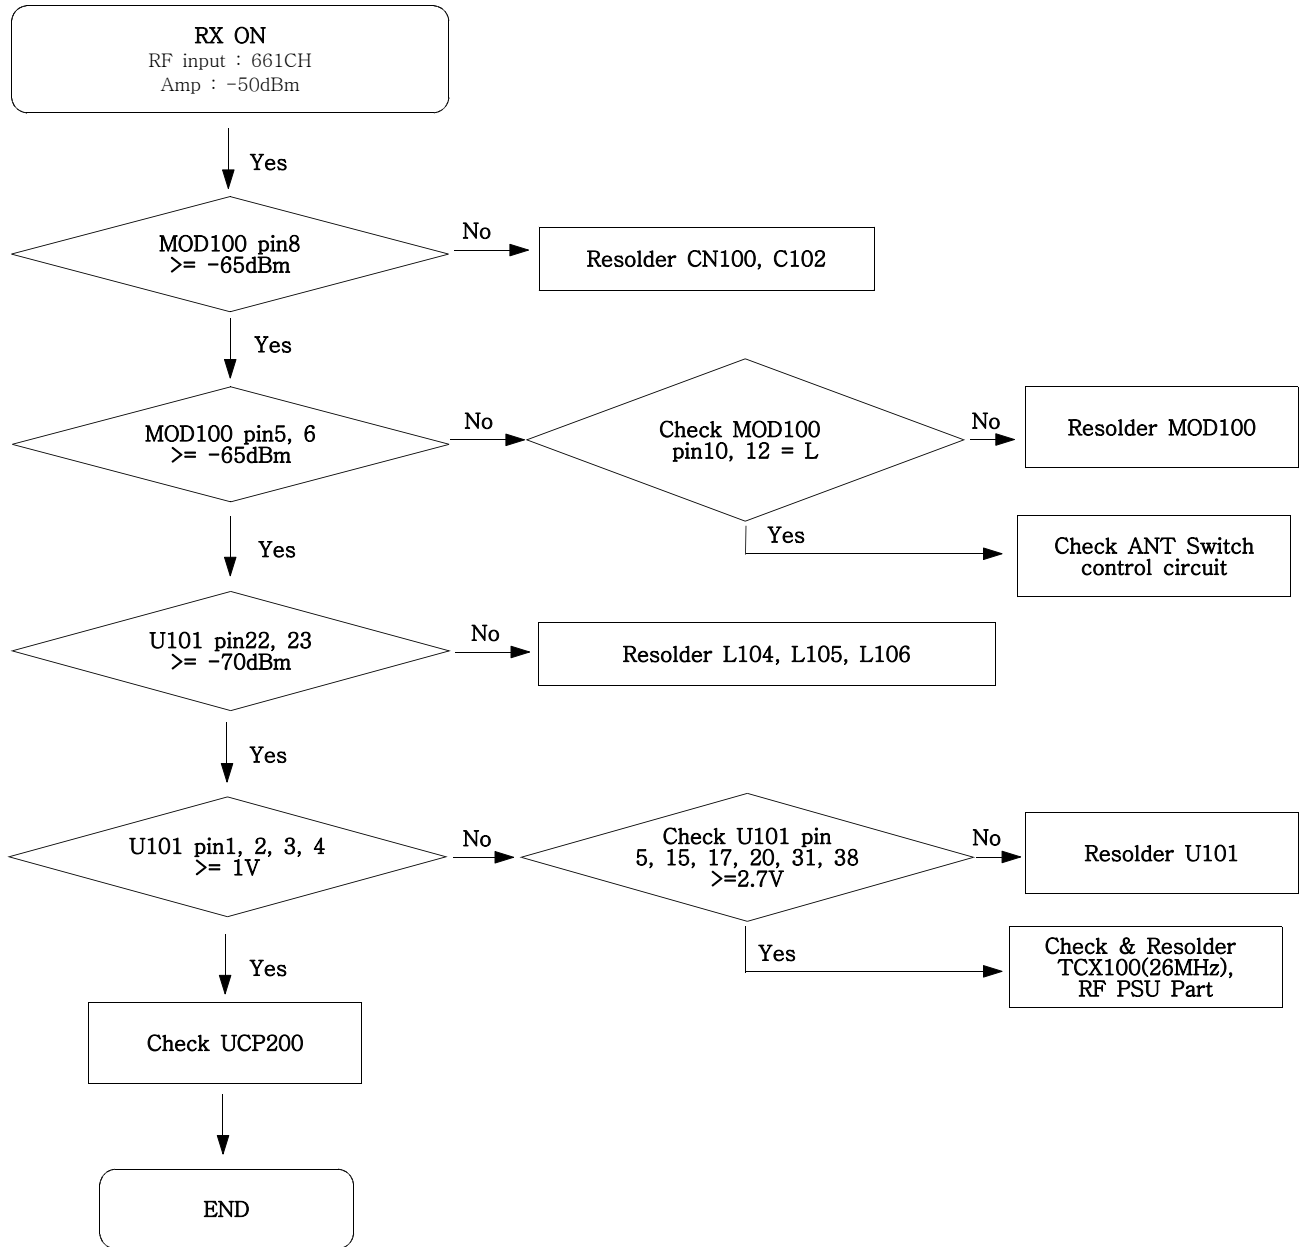 RX ON
RF input : 661CH
Amp : -50dBm
Yes
MOD100 pin8
>= -65dBm
No
Resolder CN100, C102
Yes
MOD100 pin5, 6
>= -65dBm
No
Check MOD100
pin10, 12 = L
No
Resolder MOD100
Yes
Check ANT Switch
control circuit
Yes
U101 pin22, 23
>= -70dBm
No
Resolder L104, L105, L106
Yes
U101 pin1, 2, 3, 4
>= 1V
No
Check U101 pin
5, 15, 17, 20, 31, 38
>=2.7V
No
Resolder U101
Yes
Check & Resolder
TCX100(26MHz),
RF PSU Part
Yes
Check UCP200
END